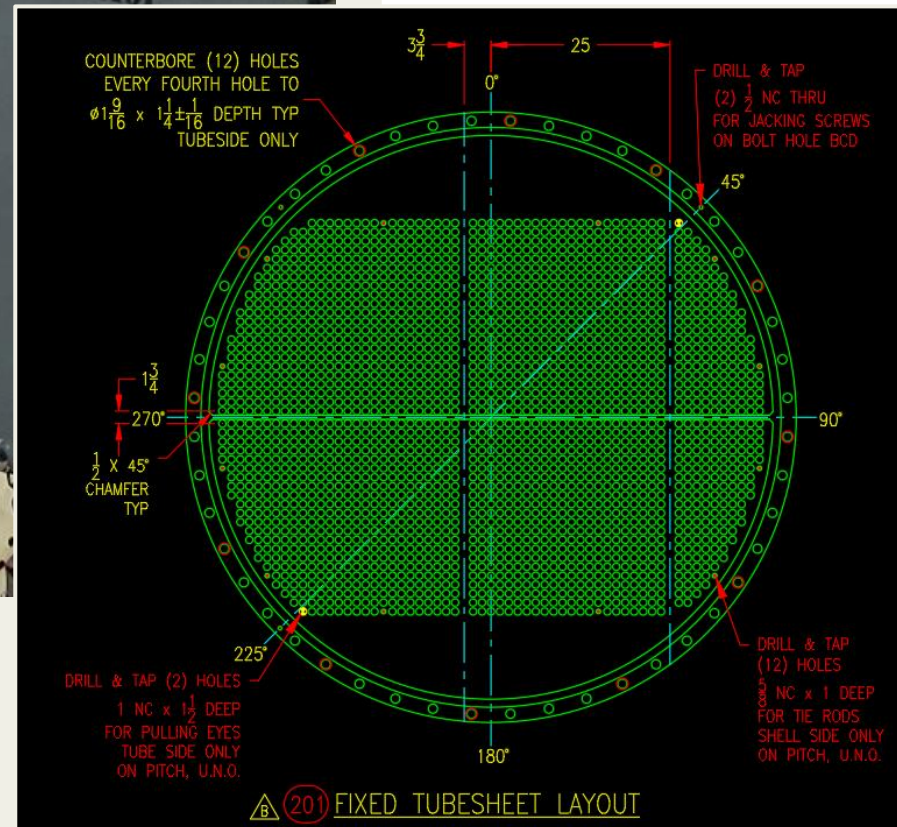 3 3/4
25
COUNTERBORE (12) HOLES
EVERY FOURTH HOLE TO
ø1 9/16 x 1 1/4 ± 1/16 DEPTH TYP
TUBESIDE ONLY
0°
DRILL & TAP
(2) 1/2 NC THRU
FOR JACKING SCREWS
ON BOLT HOLE BCD
45°
1 3/4
270°
90°
1/2 X 45°
CHAMFER
TYP
225°
DRILL & TAP (2) HOLES
1 NC x 1 1/2 DEEP
FOR PULLING EYES
TUBE SIDE ONLY
ON PITCH, U.N.O.
DRILL & TAP
(12) HOLES
5/8 NC x 1 DEEP
FOR TIE RODS
SHELL SIDE ONLY
ON PITCH, U.N.O.
180°
B 201 FIXED TUBESHEET LAYOUT